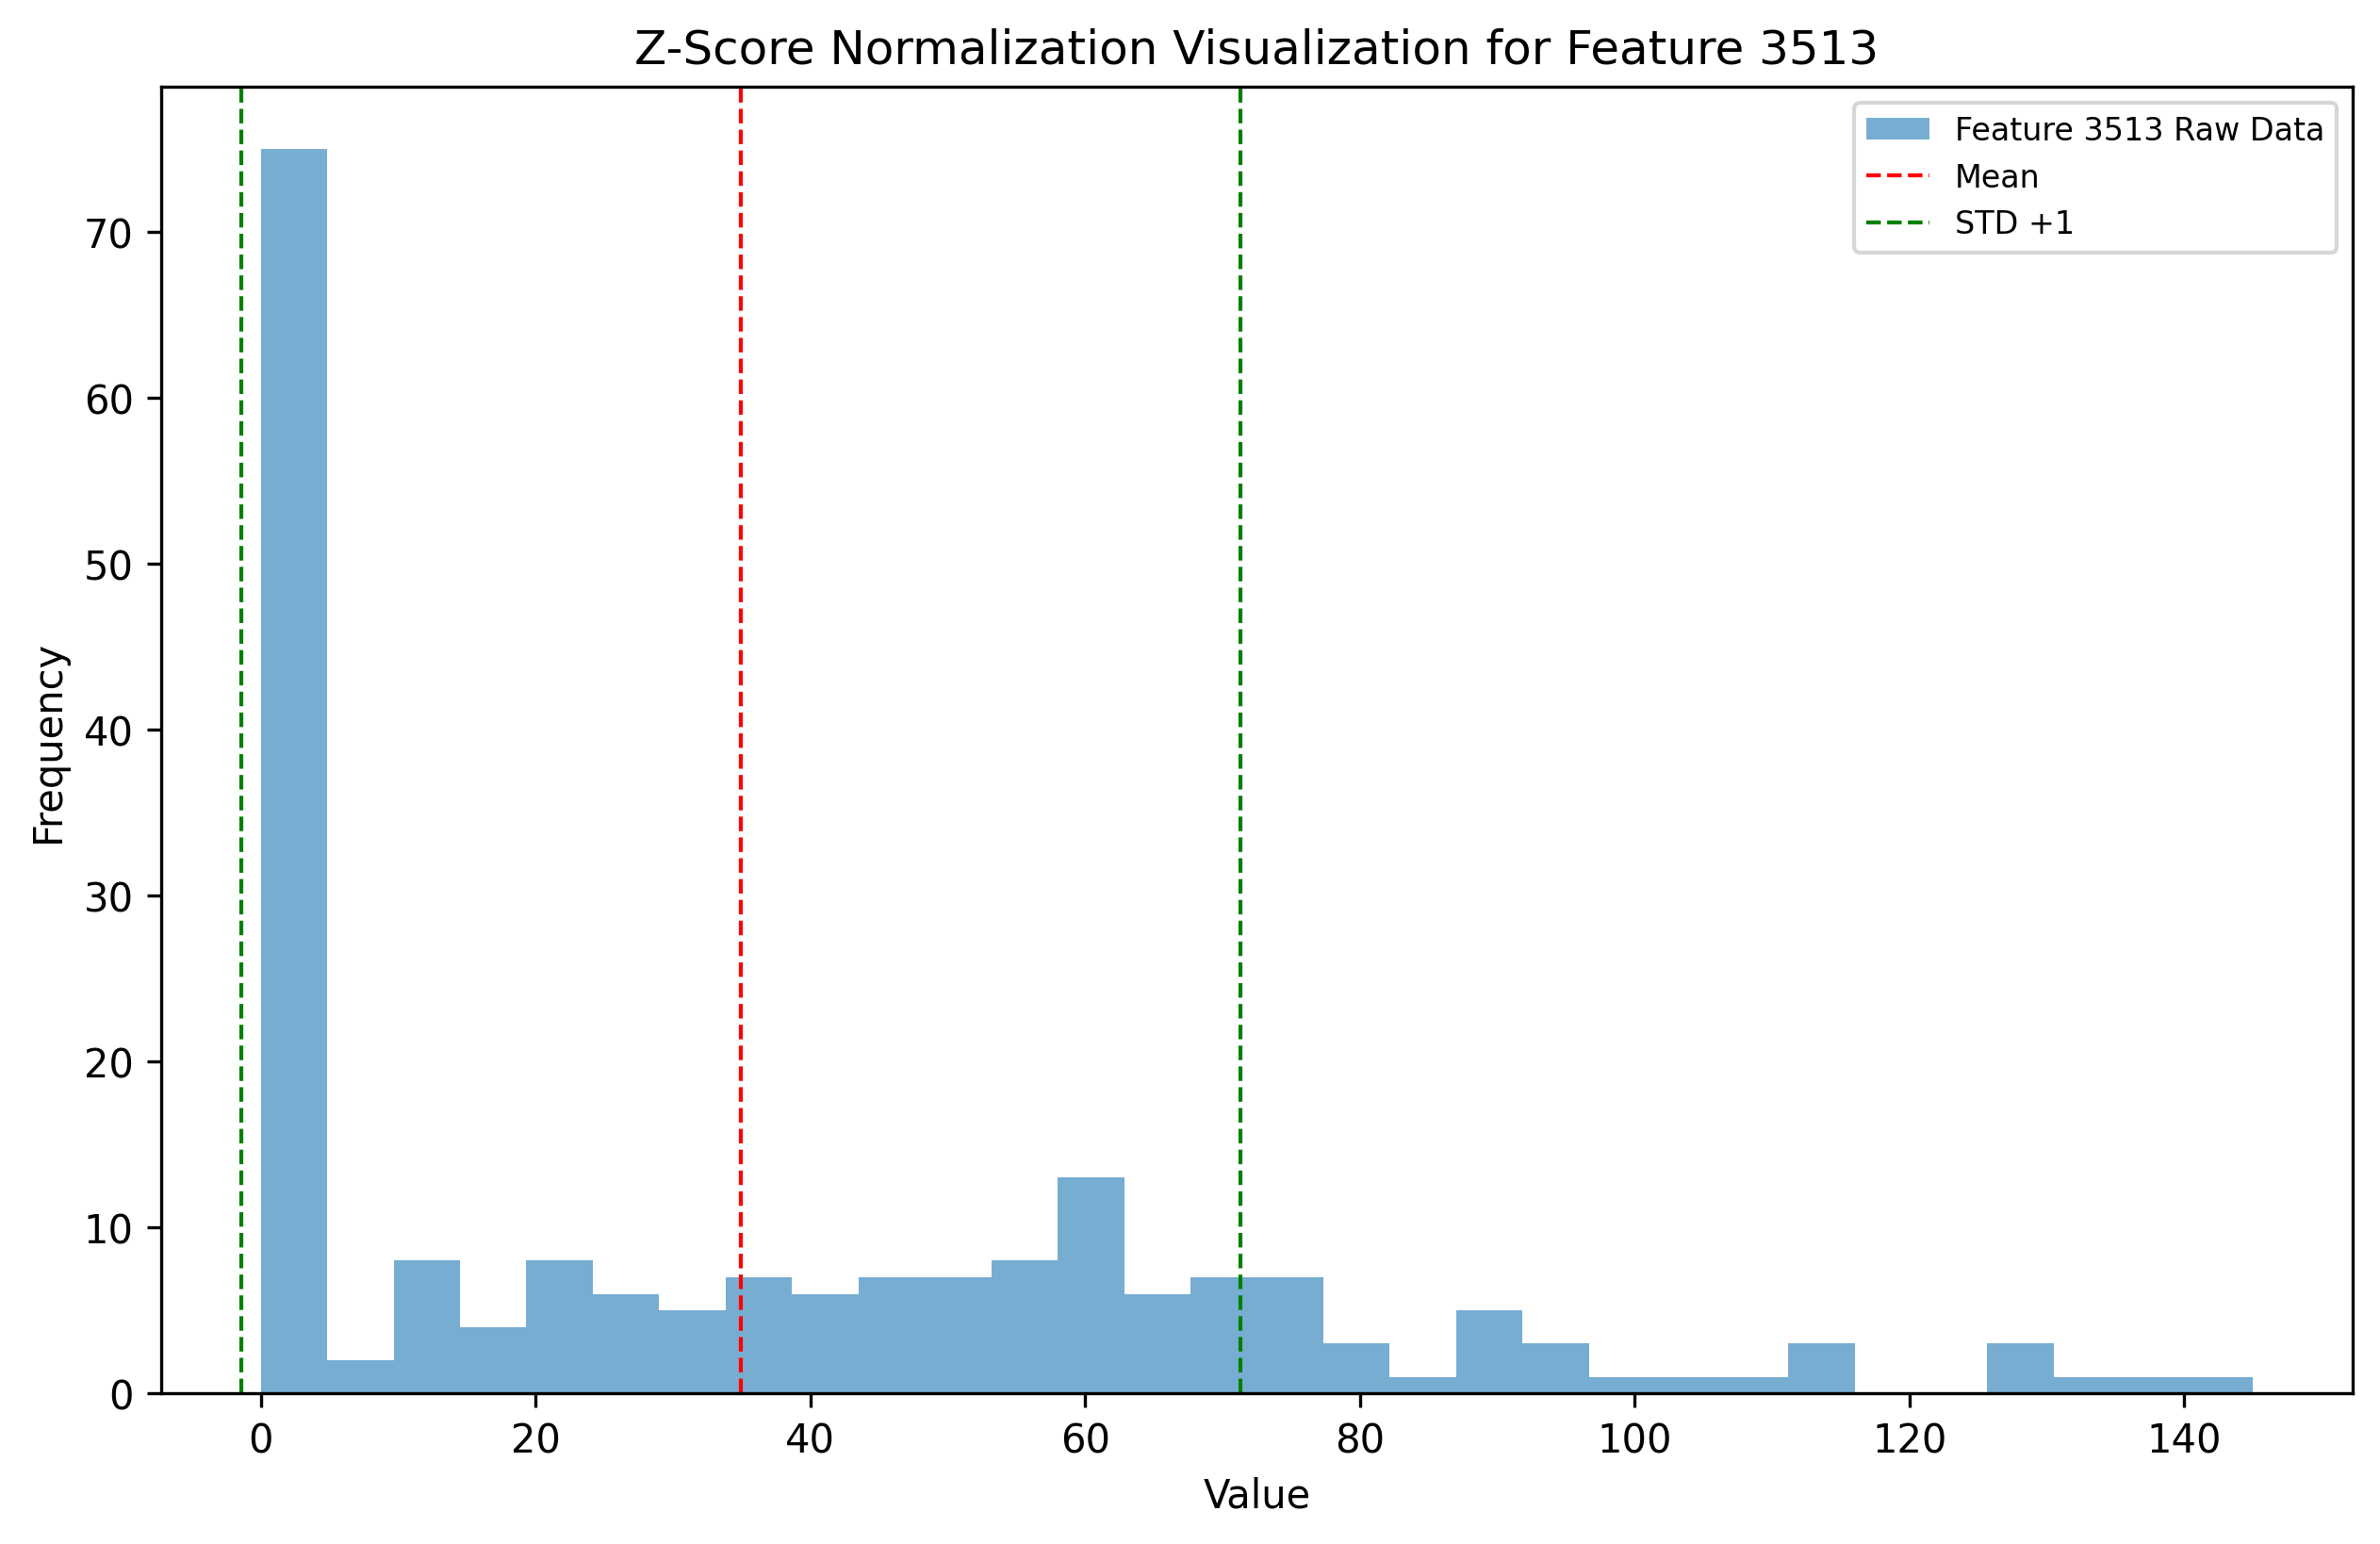 Z-Score Normalization Visualization for Feature 3513
Feature 3513 Raw Data
Mean
STD +1
Frequency
70
60
50
40
30
20
10
0
0 20 40 60 80 100 120 140
Value